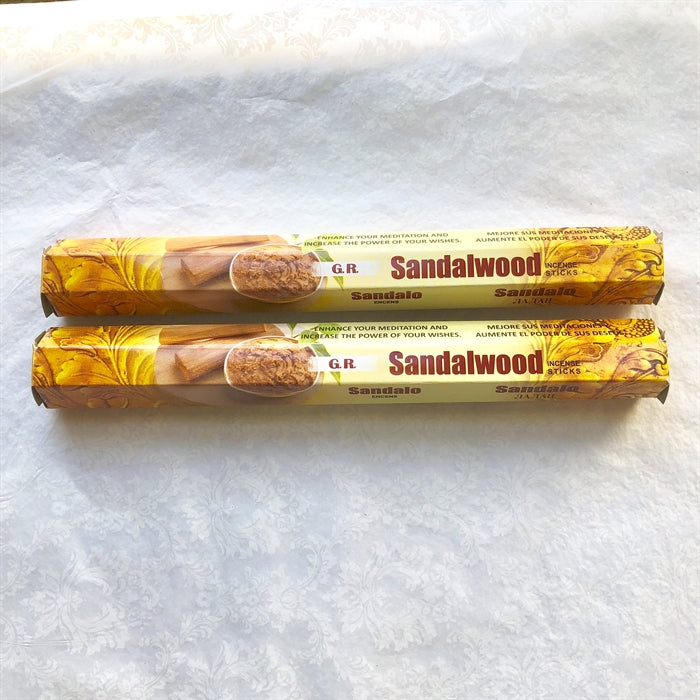 ENHANCE YOUR MEDITATION AND
INCREASE THE POWER OF YOUR WISHES.
MEJORE SUS MEDITACIONES
AUMENTE EL PODER DE SUS
G.R.
Sandalwood
INCENSE
STICKS
Sandalo
ENCENS
Sandalo
ENHANCE YOUR MEDITATION AND
INCREASE THE POWER OF YOUR WISHES.
MEJORE SUS MEDITACIONES
AUMENTE EL PODER DE SUS
G.R.
Sandalwood
INCENSE
STICKS
Sandalo
ENCENS
Sandalo